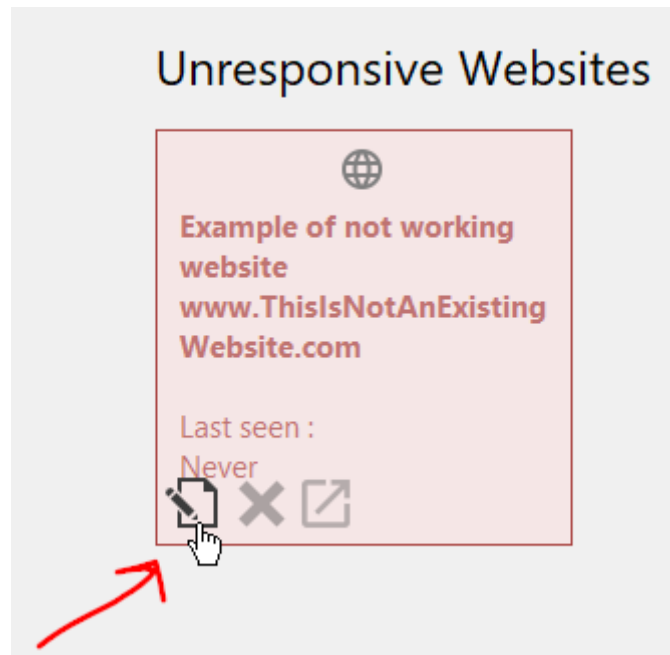 Unresponsive Websites
Example of not working
website
www.ThisIsNotAnExisting
Website.com
Last seen :
Never